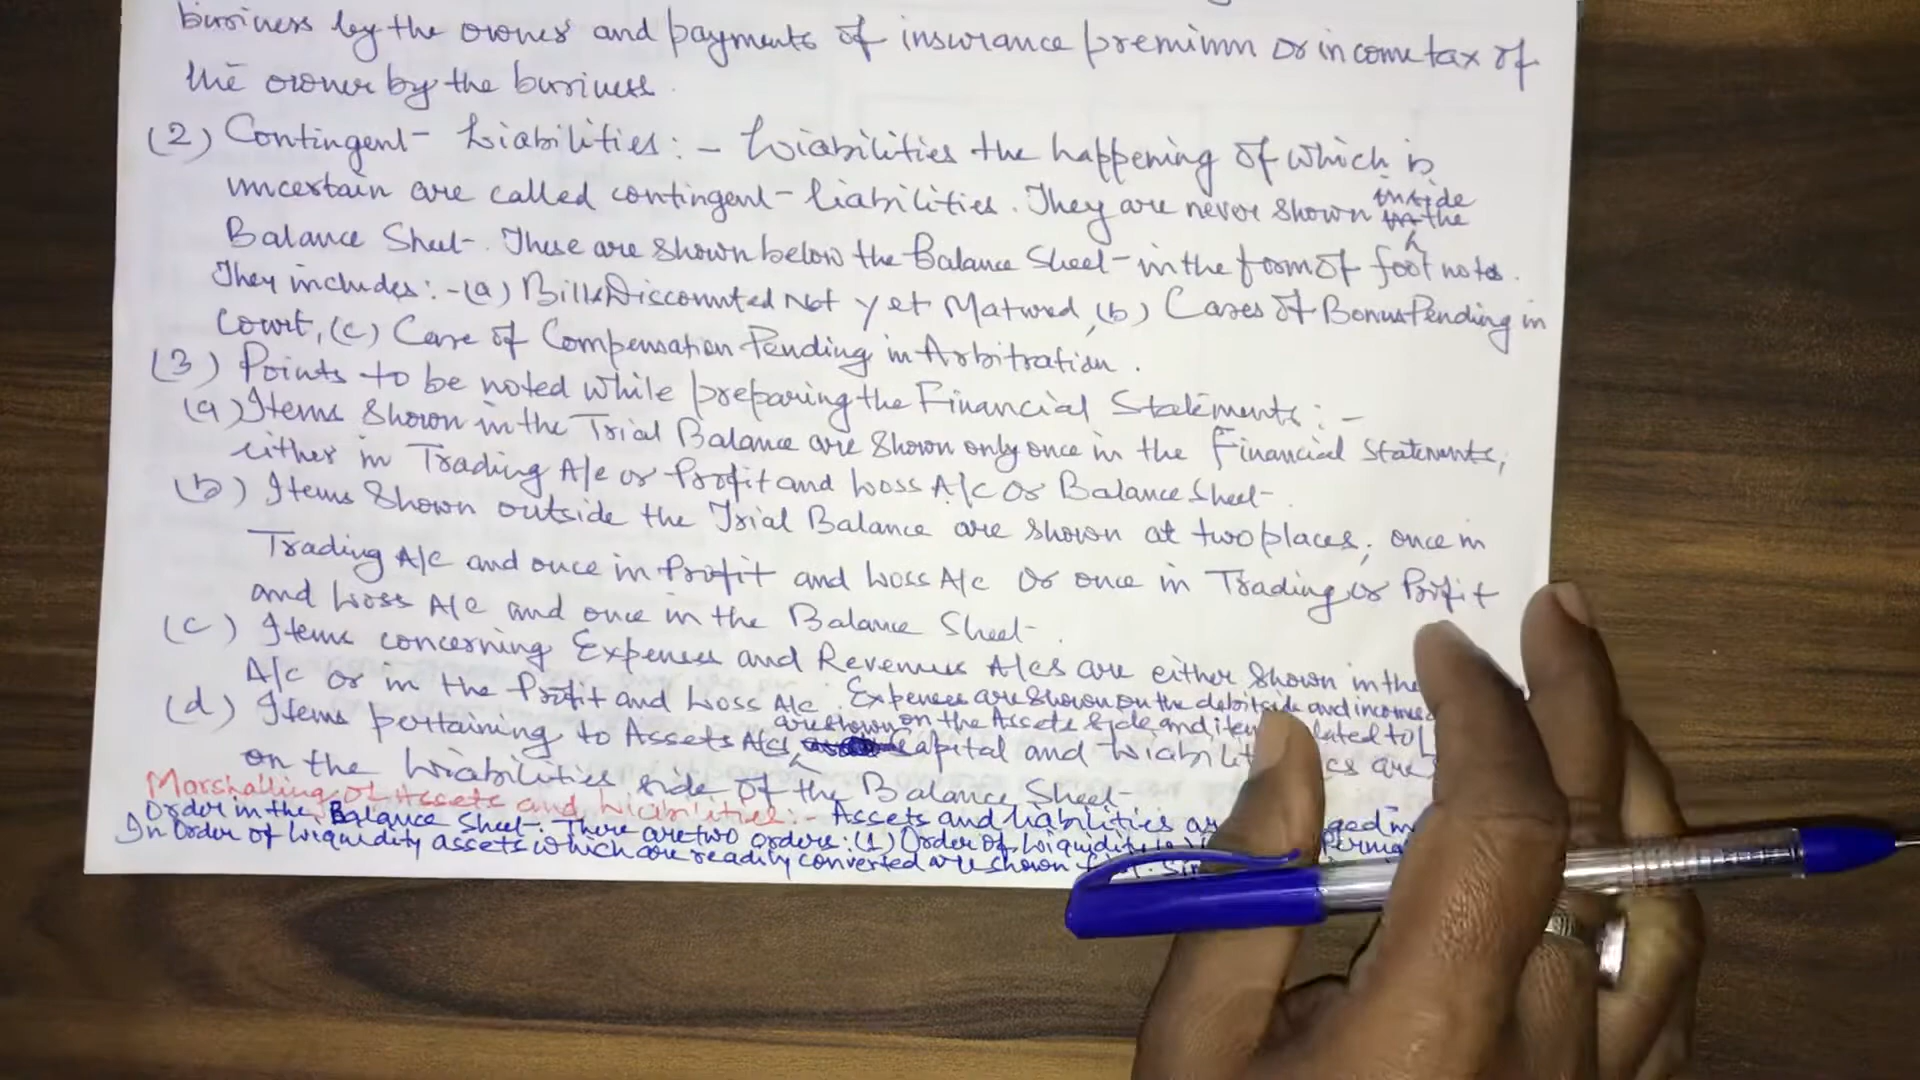 business by the owner and payments of insurance premium or income tax of
the owner by the business.
(2) Contingent Liabilities: - Liabilities the happening of which is
uncertain are called contingent liabilities. They are never shown inside the
Balance Sheet. These are shown below the Balance Sheet in the form of foot notes.
They includes: - (a) Bills Discounted Not yet Matured, (b) Cases of Bonus Pending in
Court, (c) Case of Compensation Pending in Arbitration.
(3) Points to be noted while preparing the Financial Statements: -
(a) Items shown in the Trial Balance are shown only once in the Financial Statements,
either in Trading A/c or Profit and Loss A/c or Balance Sheet.
(b) Items shown outside the Trial Balance are shown at two places; once in
Trading A/c and once in Profit and Loss A/c or once in Trading or Profit
and Loss A/c and once in the Balance Sheet.
(c) Items concerning Expenses and Revenues A/cs are either shown in the
A/c or in the Profit and Loss A/c. Expenses are shown on the debit side and incomes
(d) Items pertaining to Assets A/cs are shown on the Assets side and related to
Capital and are
on the Liabilities side of the Balance Sheet.
Marshalling of Assets and Liabilities: - Assets and liabilities
Order in the Balance Sheet. There are two orders: (1) Order of Liquidity
In Order of Liquidity assets which are readily converted are shown